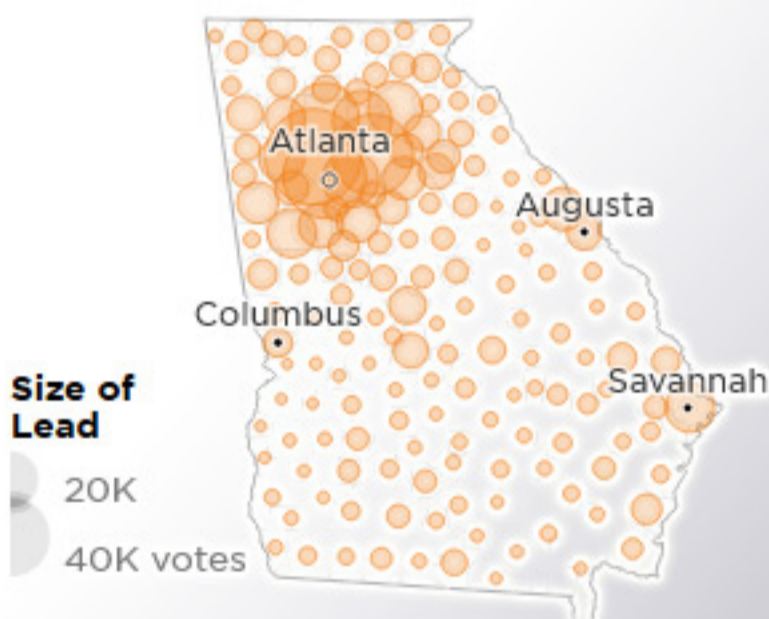 Atlanta
Augusta
Columbus
Savannah
Size of
Lead
20K
40K votes